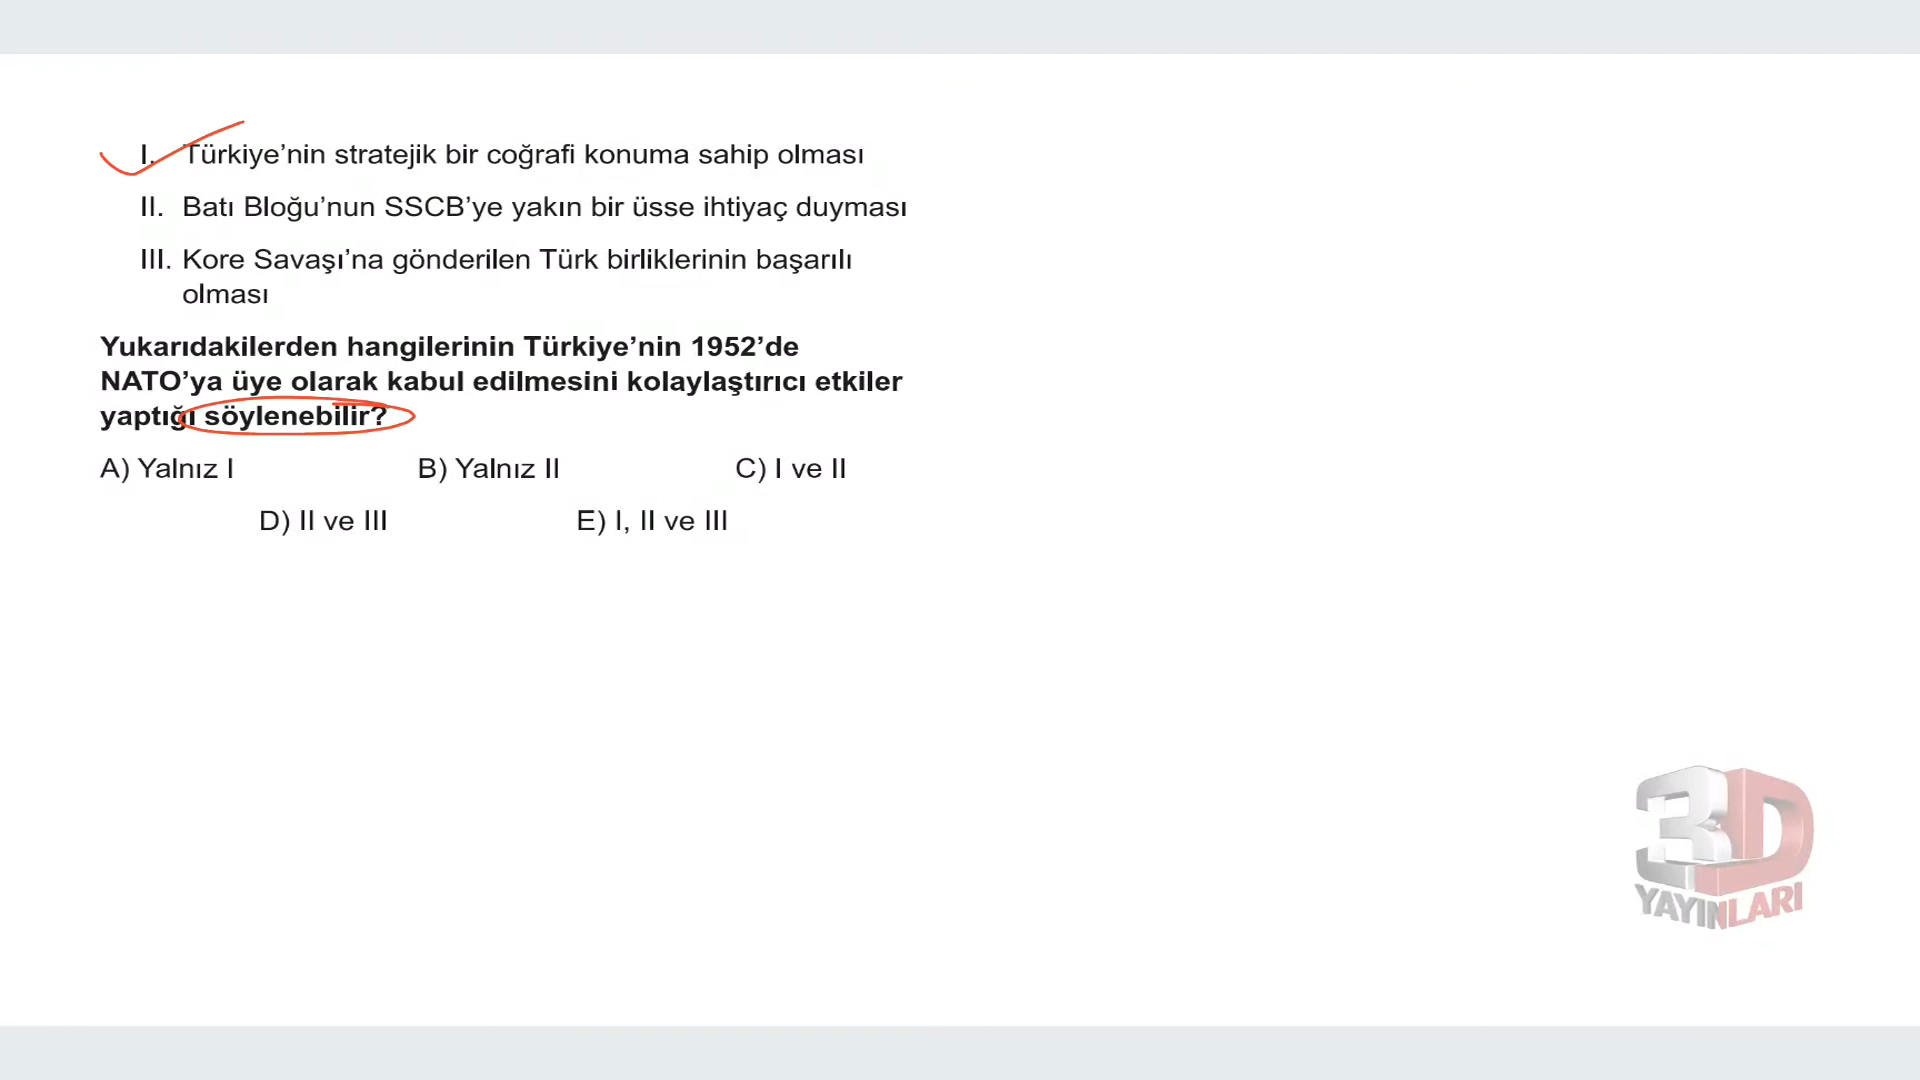 I. Türkiye’nin stratejik bir coğrafi konuma sahip olması
II. Batı Bloğu’nun SSCB’ye yakın bir üsse ihtiyaç duyması
III. Kore Savaşı’na gönderilen Türk birliklerinin başarılı
olması
Yukarıdakilerden hangilerinin Türkiye’nin 1952’de
NATO’ya üye olarak kabul edilmesini kolaylaştırıcı etkiler
yaptığı söylenebilir?
A) Yalnız I B) Yalnız II C) I ve II
D) II ve III E) I, II ve III
3D
YAYINLARI